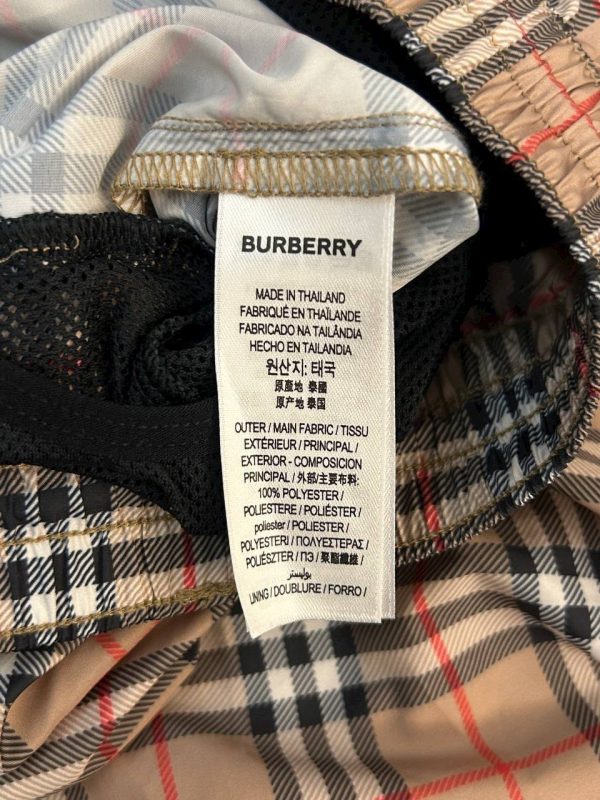 BURBERRY
MADE IN THAILAND
FABRIQUÉ EN THAÏLANDE
FABRICADO NA TAILÂNDIA
HECHO EN TAILANDIA
원산지: 태국
原產地 泰國
原产地 泰国
OUTER / MAIN FABRIC / TISSU
EXTÉRIEUR / PRINCIPAL /
EXTERIOR - COMPOSICION
PRINCIPAL / 外部/主要布料:
100% POLYESTER /
POLIESTERE / POLIÉSTER /
poliester / POLIESTER /
POLYESTERI / ΠΟΛΥΕΣΤΕΡΑΣ /
POLIÉSZTER / ПЭ / 聚酯纖維 /
بوليستر
LINING / DOUBLURE / FORRO /